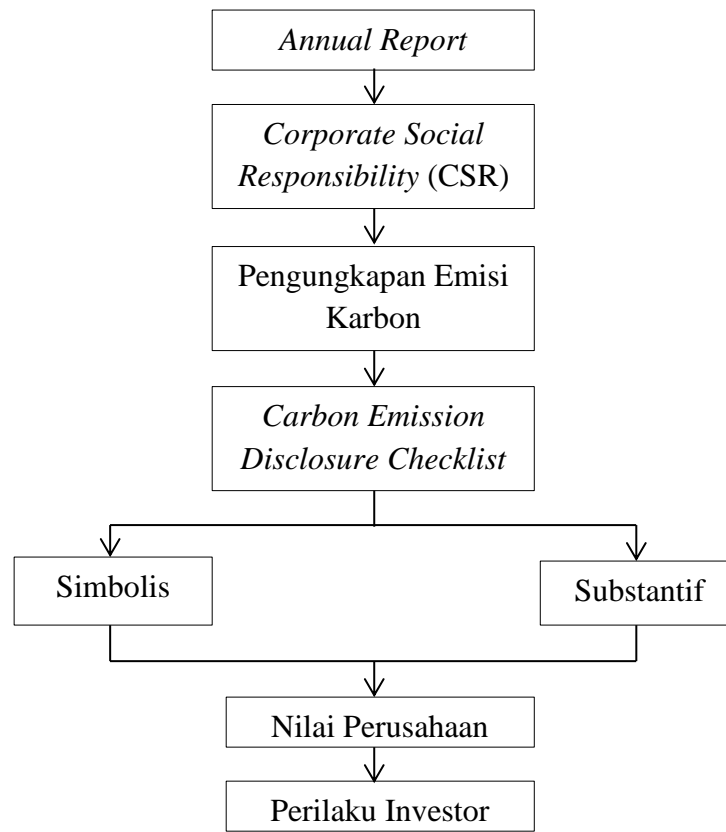 Annual Report
Corporate Social
Responsibility (CSR)
Pengungkapan Emisi
Karbon
Carbon Emission
Disclosure Checklist
Simbolis
Substantif
Nilai Perusahaan
Perilaku Investor